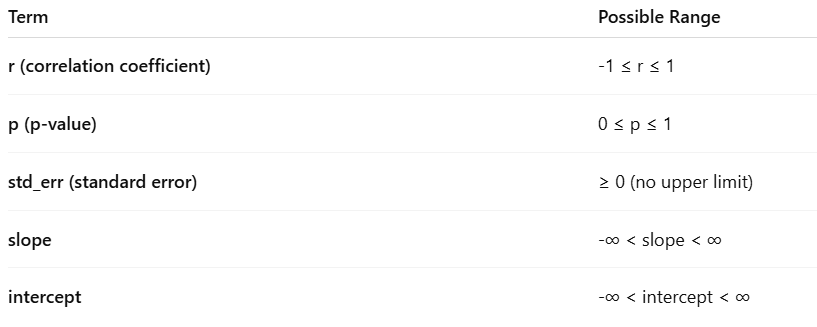 Term Possible Range
r (correlation coefficient) -1 ≤ r ≤ 1
p (p-value) 0 ≤ p ≤ 1
std_err (standard error) ≥ 0 (no upper limit)
slope -∞ < slope < ∞
intercept -∞ < intercept < ∞